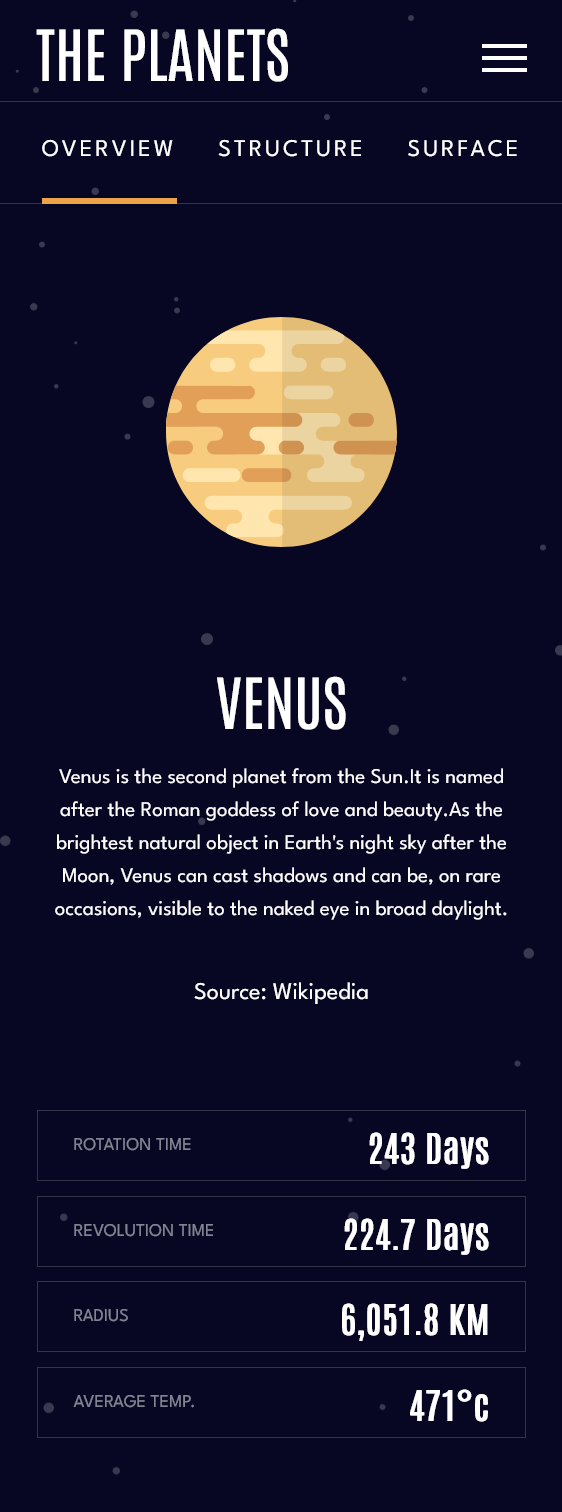 THE PLANETS
OVERVIEW STRUCTURE SURFACE
VENUS
Venus is the second planet from the Sun.It is named
after the Roman goddess of love and beauty.As the
brightest natural object in Earth's night sky after the
Moon, Venus can cast shadows and can be, on rare
occasions, visible to the naked eye in broad daylight.
Source: Wikipedia
ROTATION TIME 243 Days
REVOLUTION TIME 224.7 Days
RADIUS 6,051.8 KM
AVERAGE TEMP. 471°c